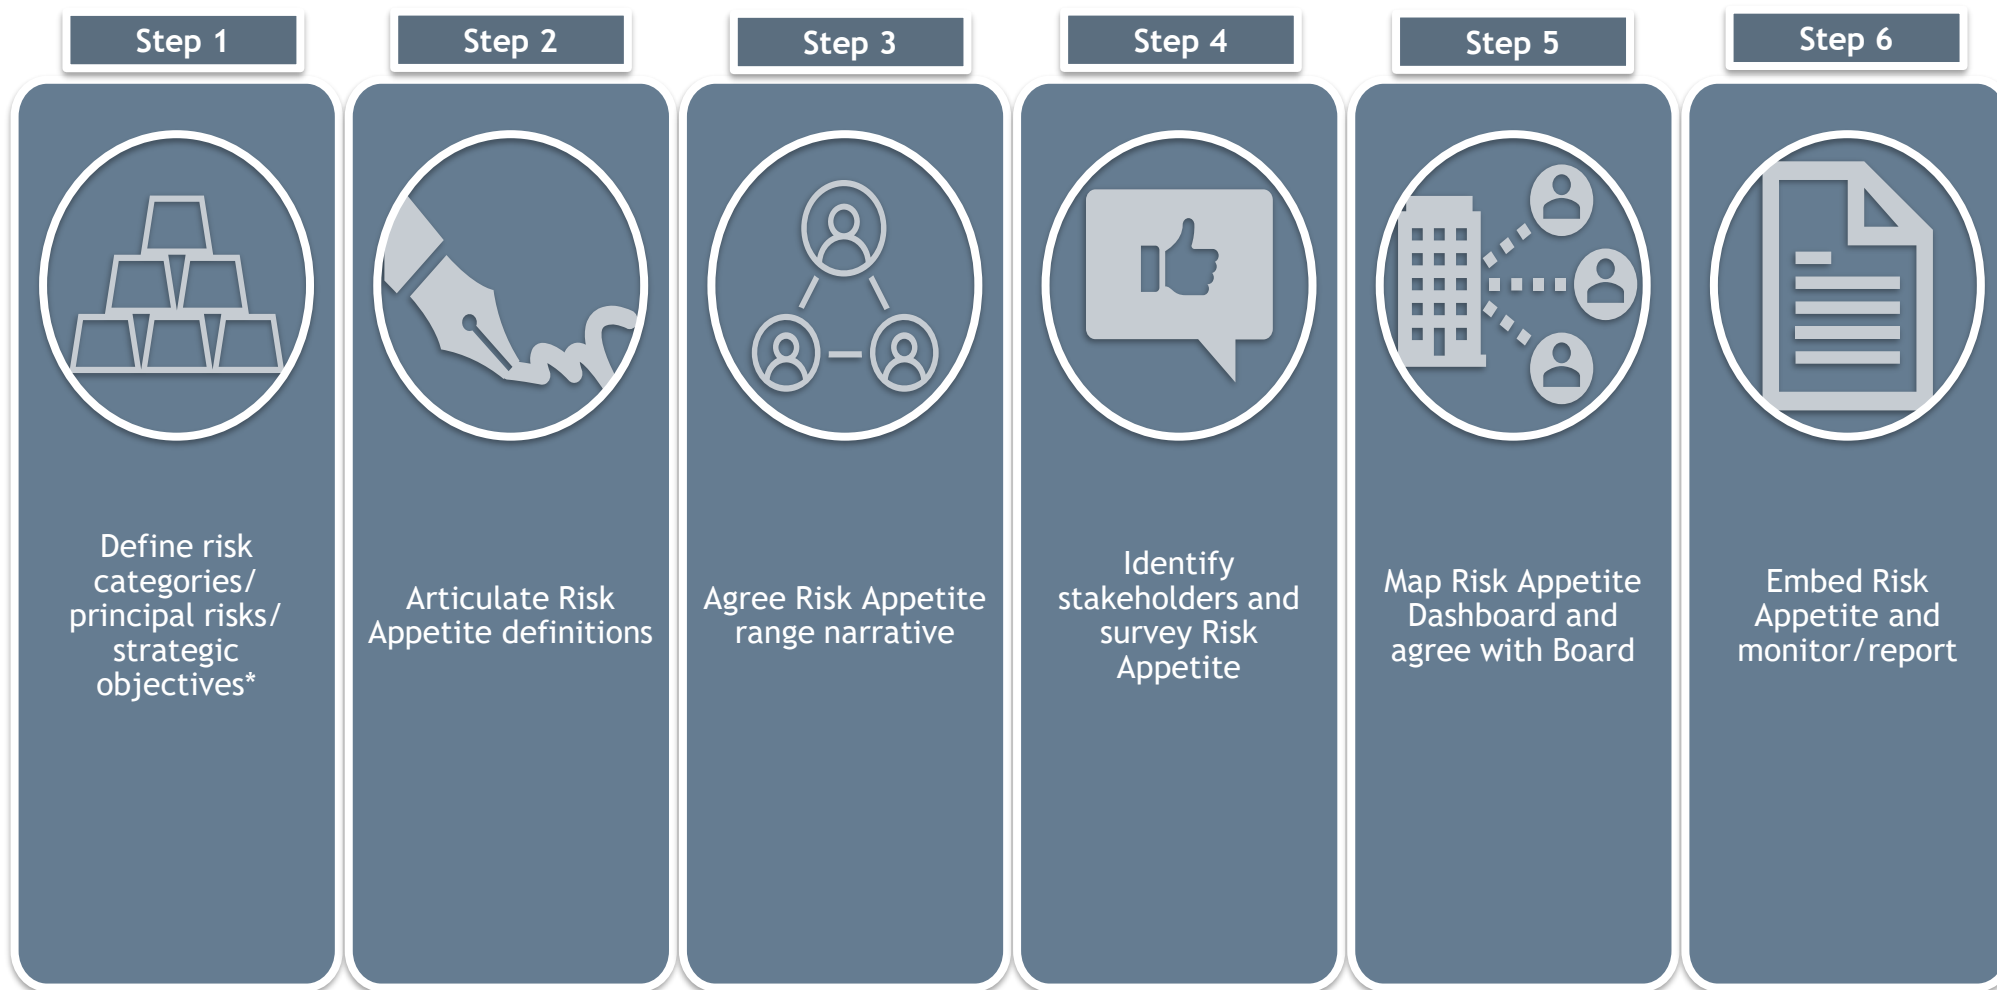 Step 1
Step 2
Step 3
Step 4
Step 5
Step 6
Define risk
categories/
principal risks/
strategic
objectives*
Articulate Risk
Appetite definitions
Agree Risk Appetite
range narrative
Identify
stakeholders and
survey Risk
Appetite
Map Risk Appetite
Dashboard and
agree with Board
Embed Risk
Appetite and
monitor/report